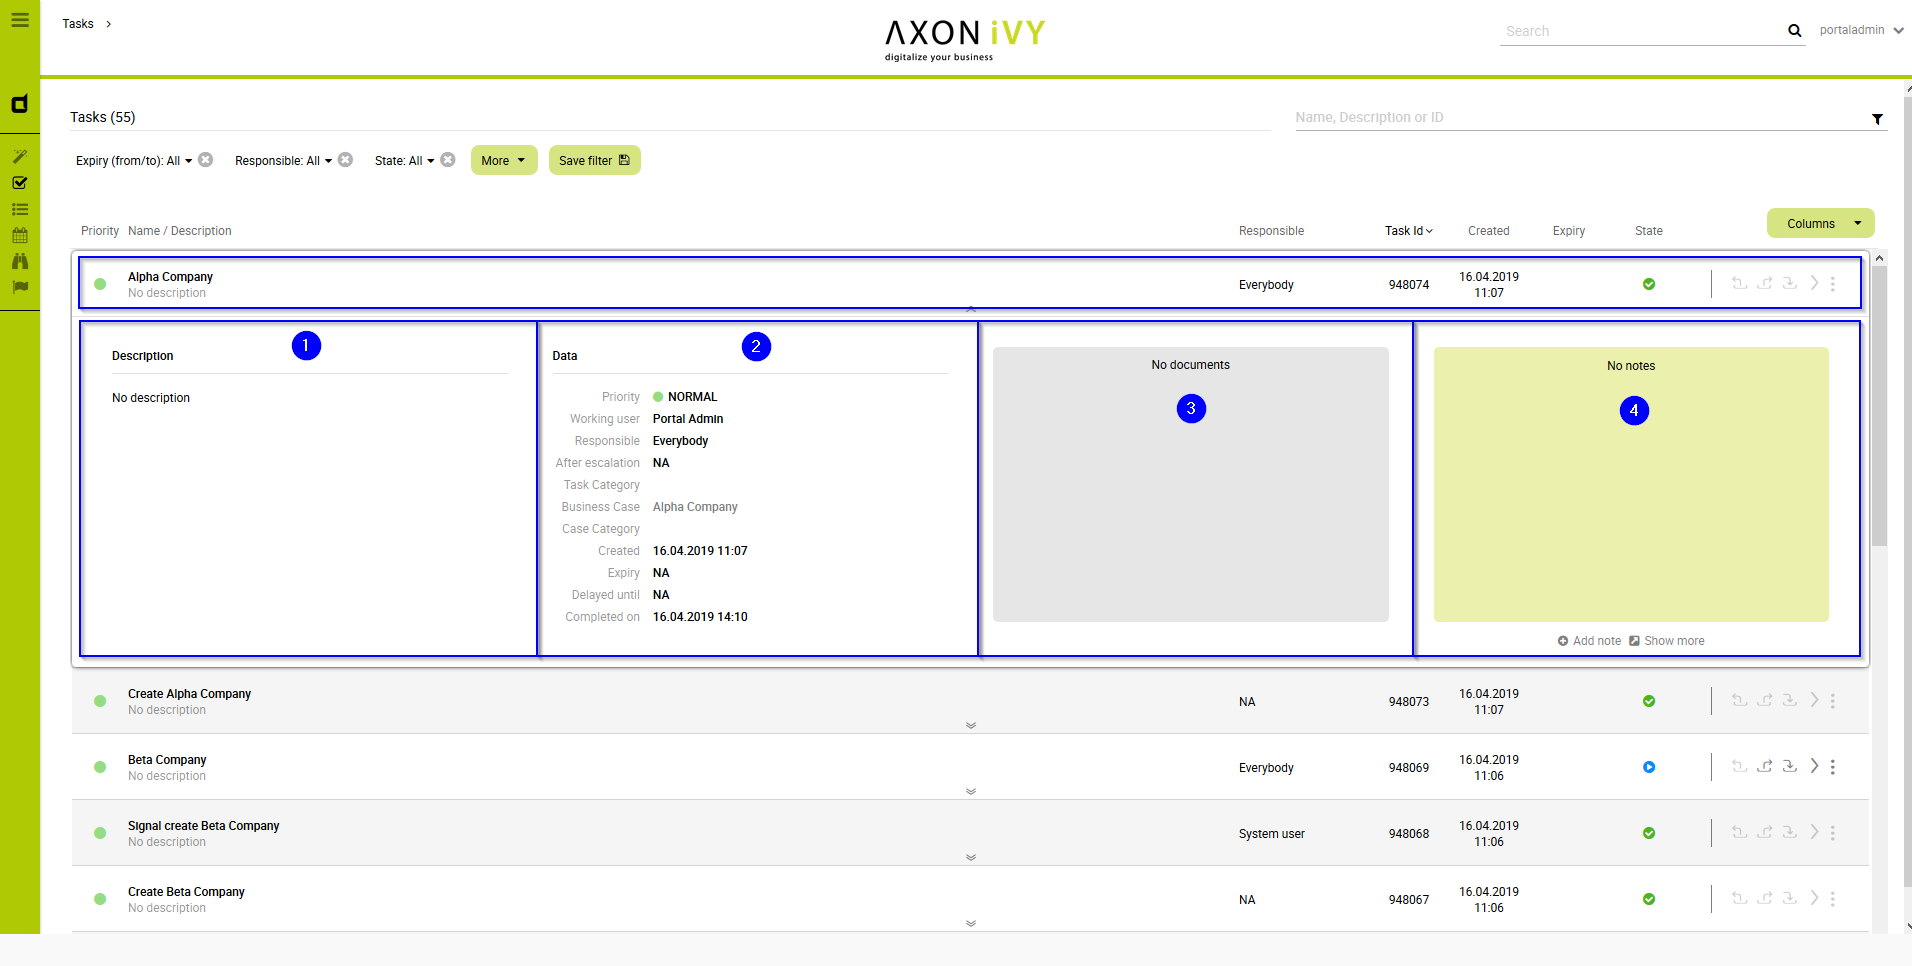 Tasks
AXON iVY
digitalize your business
Search
portaladmin
Tasks (55)
Name, Description or ID
Expiry (from/to): All
Responsible: All
State: All
More
Save filter
Columns
Priority
Name / Description
Responsible
Task Id
Created
Expiry
State
Alpha Company
No description
Everybody
948074
16.04.2019
11:07
1
Description
No description
2
Data
Priority NORMAL
Working user Portal Admin
Responsible Everybody
After escalation NA
Task Category
Business Case Alpha Company
Case Category
Created 16.04.2019 11:07
Expiry NA
Delayed until NA
Completed on 16.04.2019 14:10
No documents
3
No notes
4
Add note Show more
Create Alpha Company
No description
NA
948073
16.04.2019
11:07
Beta Company
No description
Everybody
948069
16.04.2019
11:06
Signal create Beta Company
No description
System user
948068
16.04.2019
11:06
Create Beta Company
No description
NA
948067
16.04.2019
11:06